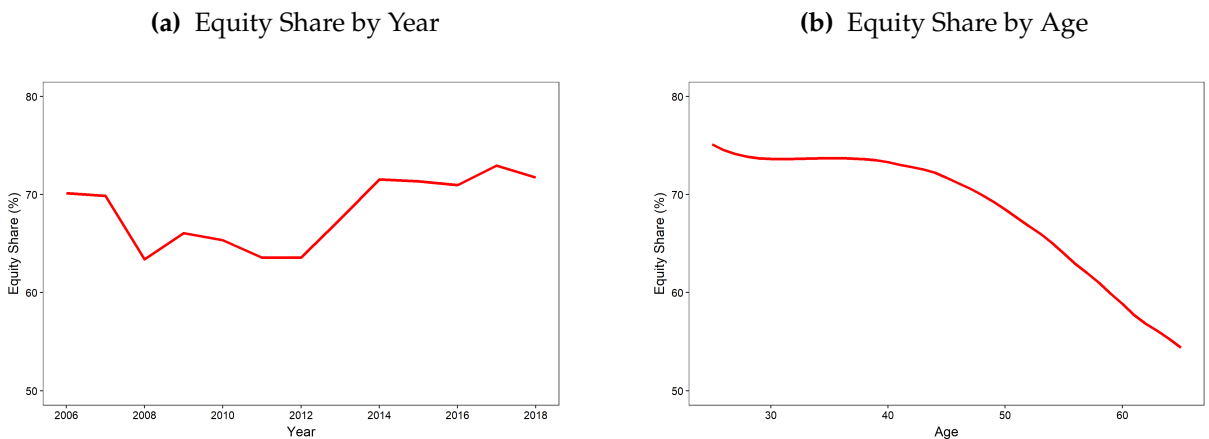 (a) Equity Share by Year
80
70
60
50
Equity Share (%)
2006 2008 2010 2012 2014 2016 2018
Year
(b) Equity Share by Age
80
70
60
50
Equity Share (%)
30 40 50 60
Age